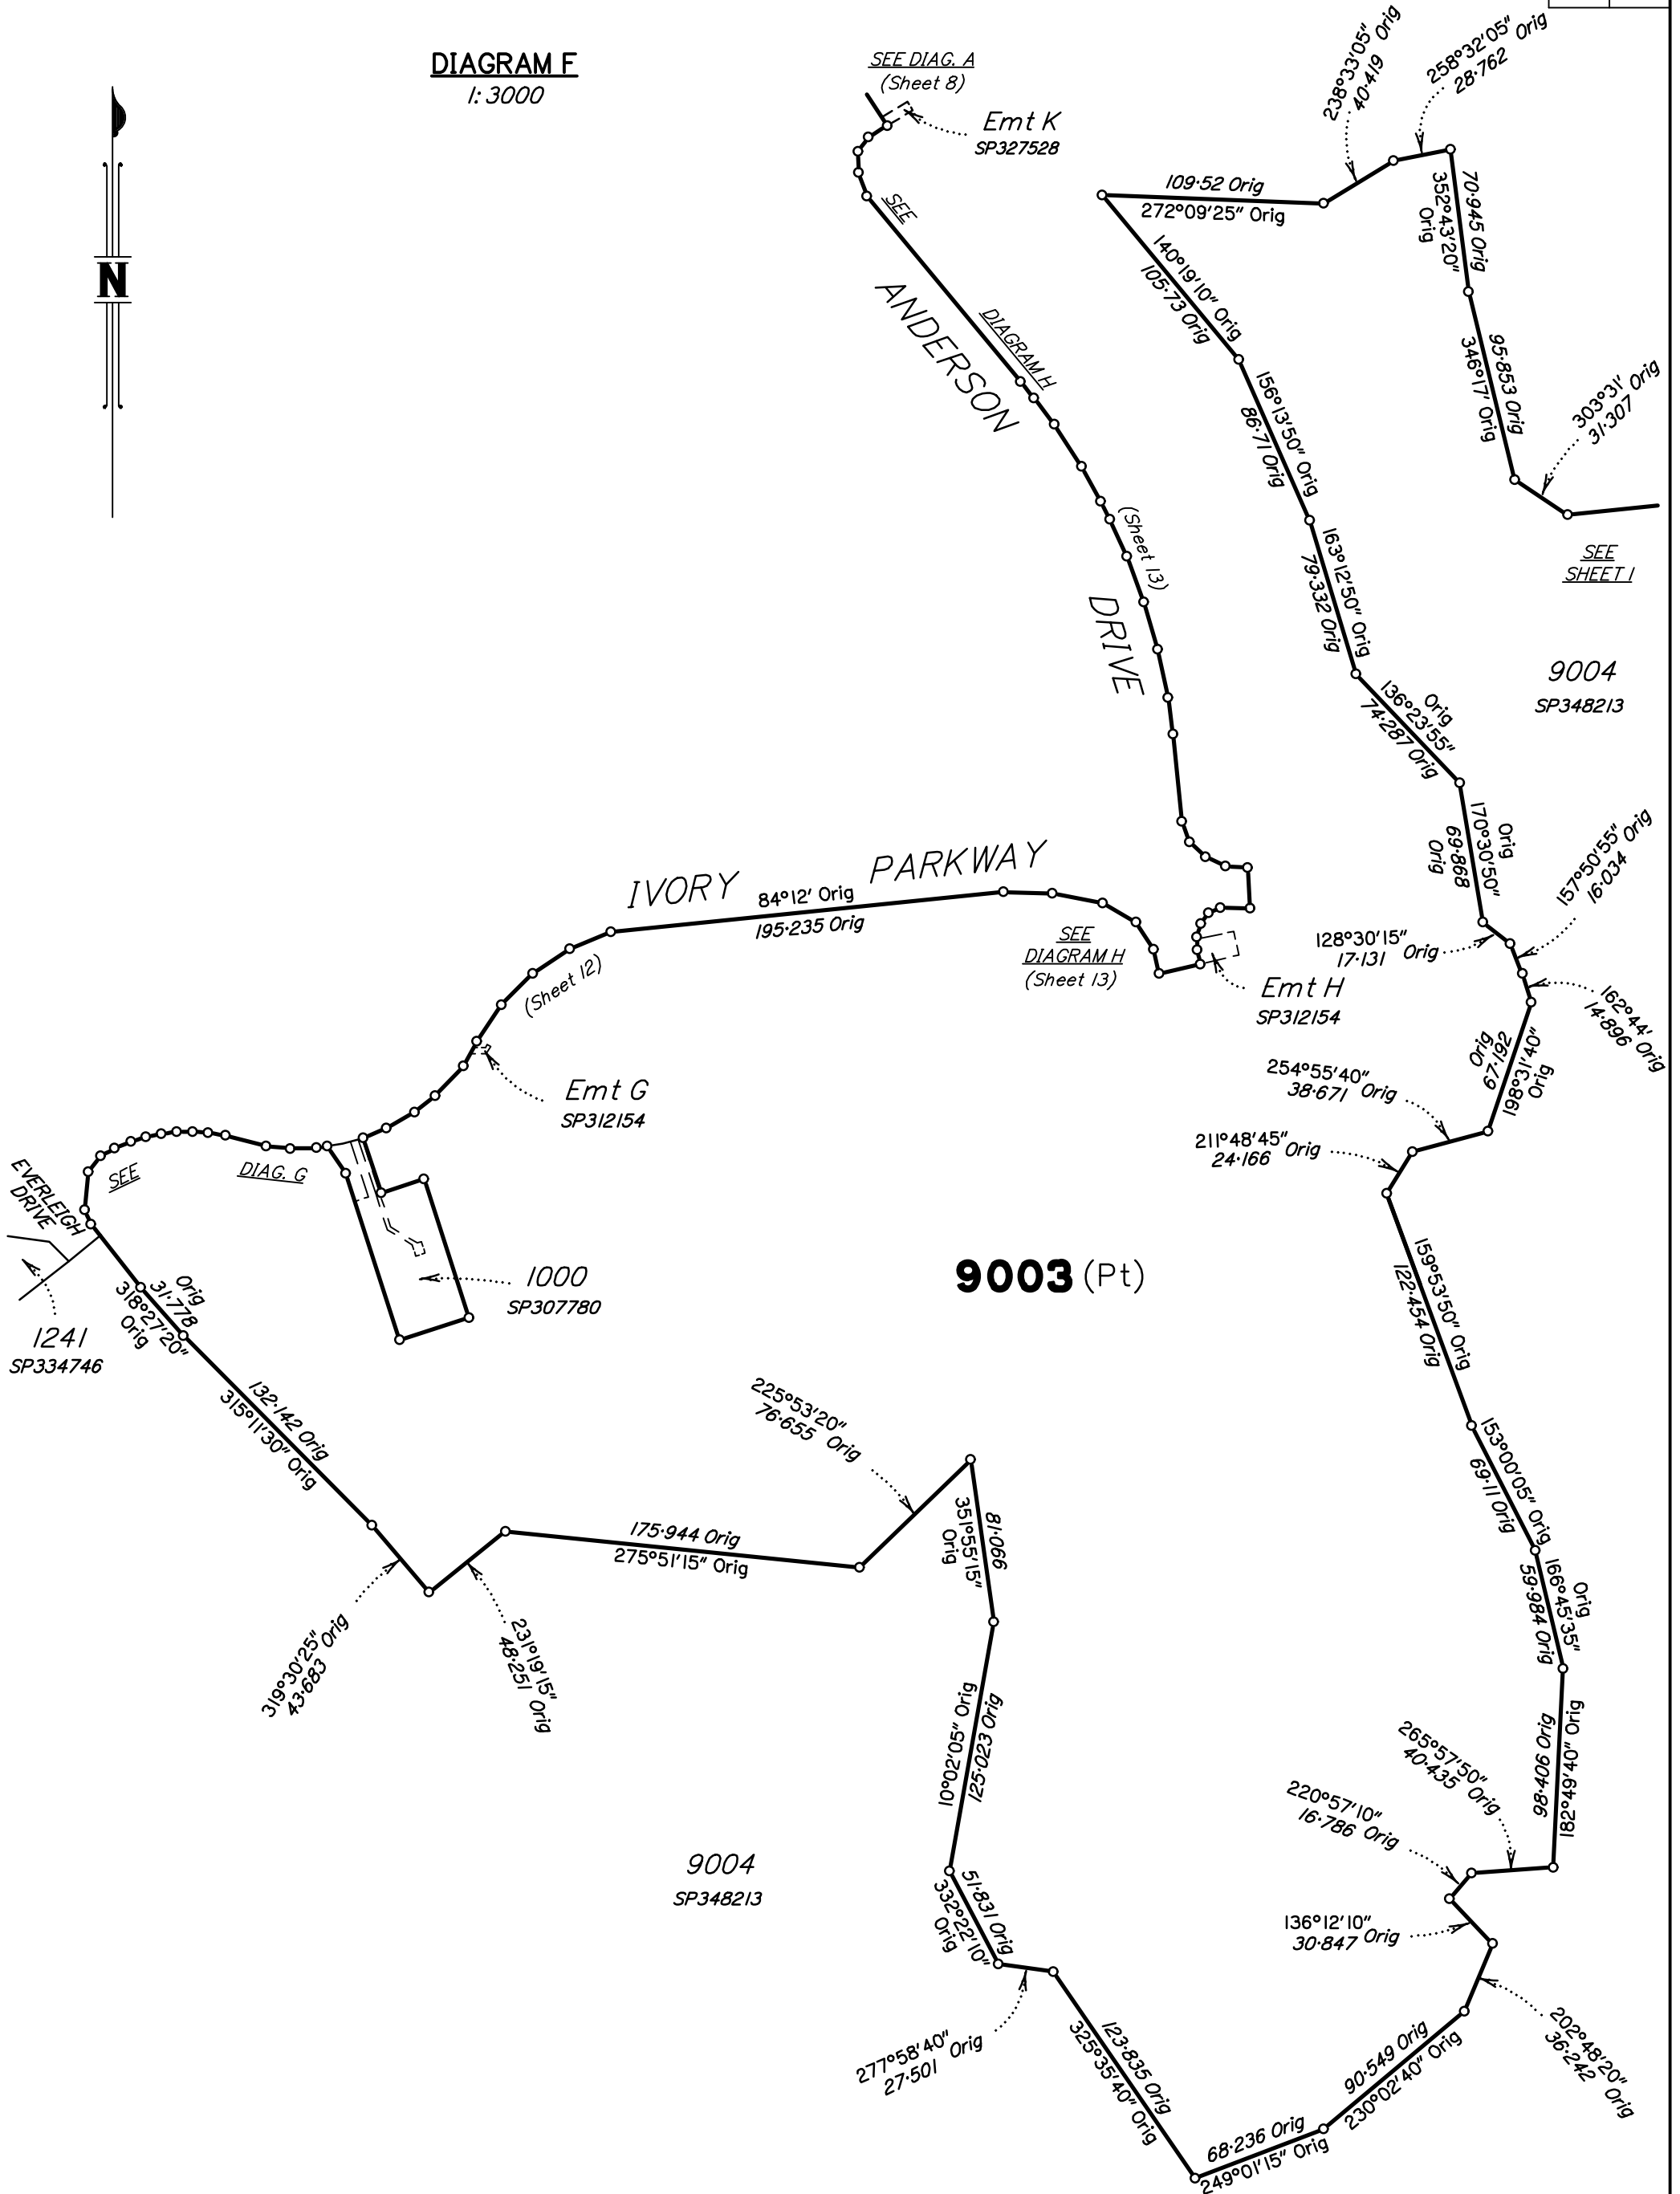 DIAGRAM F
1:3000
N
SEE DIAG. A
(Sheet 8)
Emt K
SP327528
238°33'05" Orig
40·419
258°32'05" Orig
28·762
109·52 Orig
272°09'25" Orig
70·945 Orig
352°43'20"
Orig
SEE
DIAGRAM H
(Sheet 13)
ANDERSON
DRIVE
140°19'10" Orig
105·73 Orig
95·853 Orig
346°17' Orig
303°31' Orig
31·307
156°13'50" Orig
86·71 Orig
163°12'50" Orig
79·332 Orig
SEE
SHEET 1
9004
SP348213
Orig
136°23'55"
74·287 Orig
Orig
170°30'50"
69·868
Orig
157°50'55" Orig
16·034
128°30'15"
17·131 Orig
162°44'
14·896 Orig
IVORY PARKWAY
84°12' Orig
195·235 Orig
SEE
DIAGRAM H
(Sheet 13)
(Sheet 12)
Emt H
SP312154
Orig
67·192
198°31'40"
Orig
254°55'40"
38·671 Orig
211°48'45"
24·166 Orig
Emt G
SP312154
SEE
DIAG. G
EVERLEIGH
DRIVE
1000
SP307780
9003 (Pt)
159°53'50" Orig
122·454 Orig
Orig
31·778
318°27'20"
Orig
1241
SP334746
132·142 Orig
315°11'30" Orig
225°53'20"
76·655 Orig
153°00'05" Orig
69·11 Orig
175·944 Orig
275°51'15" Orig
81·066
351°55'15"
Orig
Orig
166°45'35"
59·984 Orig
319°30'25" Orig
43·683
231°19'15"
48·251 Orig
10°02'05" Orig
125·023 Orig
98·406 Orig
182°49'40" Orig
265°57'50"
40·435 Orig
220°57'10"
16·786 Orig
9004
SP348213
51·831 Orig
332°22'10"
Orig
136°12'10"
30·847 Orig
277°58'40"
27·501 Orig
123·835 Orig
325°35'40" Orig
202°48'20"
36·242 Orig
90·549 Orig
230°02'40" Orig
68·236 Orig
249°01'15" Orig